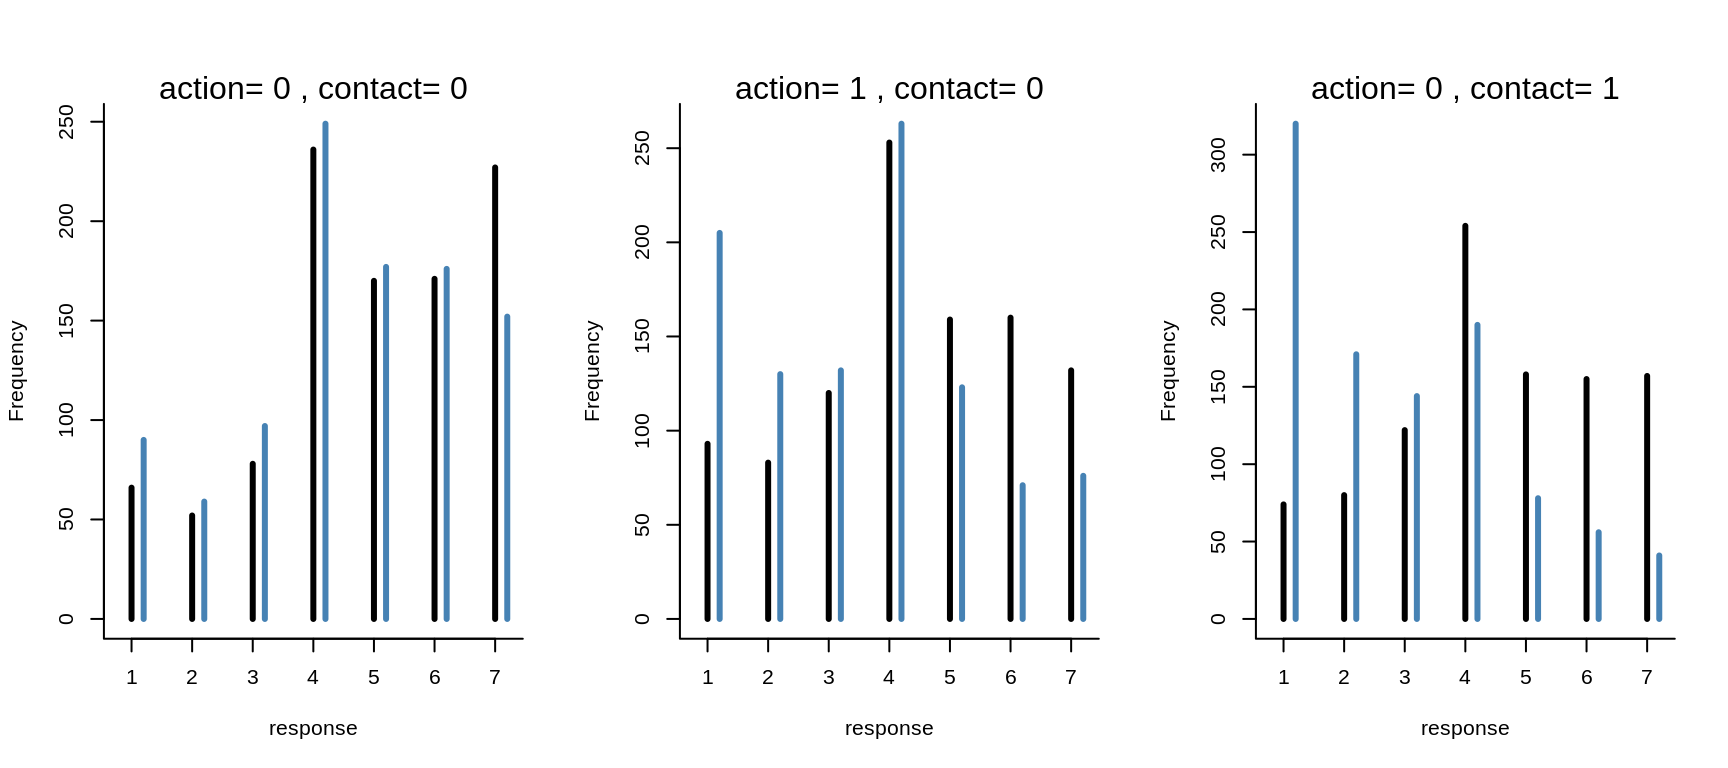 action= 0 , contact= 0
Frequency
250
200
150
100
50
0
1 2 3 4 5 6 7
response
action= 1 , contact= 0
Frequency
250
200
150
100
50
0
1 2 3 4 5 6 7
response
action= 0 , contact= 1
Frequency
300
250
200
150
100
50
0
1 2 3 4 5 6 7
response